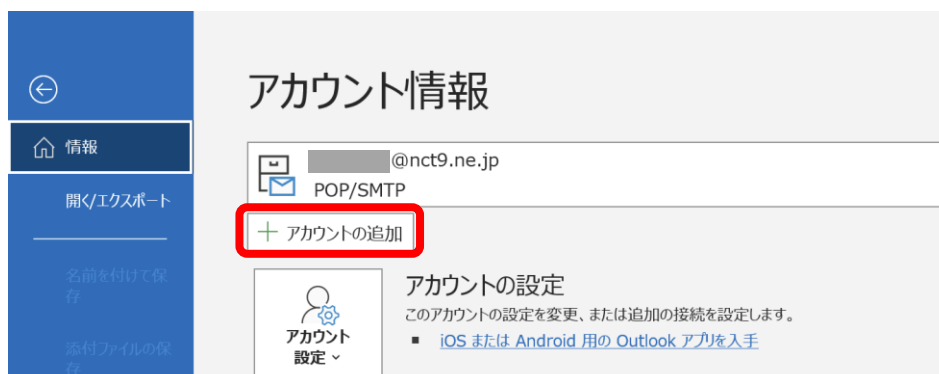 アカウント情報
情報
@nct9.ne.jp
POP/SMTP
開く/エクスポート
アカウントの追加
名前を付けて保
存
アカウントの設定
このアカウントの設定を変更、または追加の接続を設定します。
iOS または Android 用の Outlook アプリを入手
アカウント
設定
添付ファイルの保
存